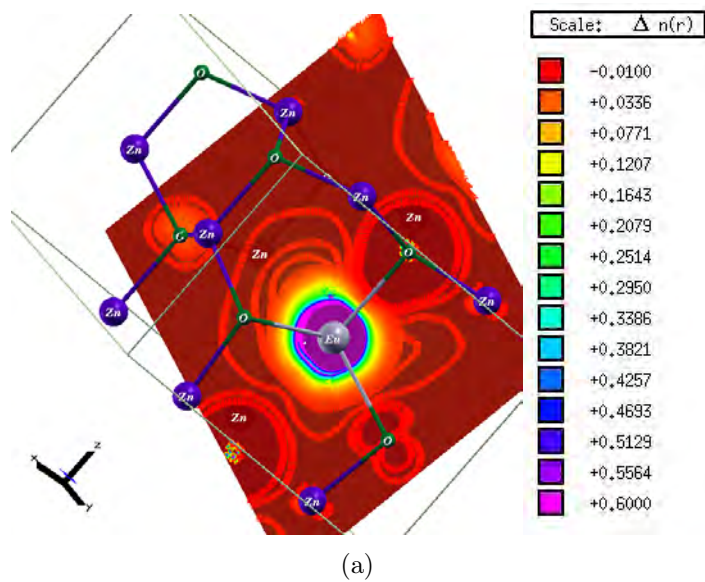 Scale: Δ n(r)
-0.0100
+0.0336
+0.0771
+0.1207
+0.1643
+0.2079
+0.2514
+0.2950
+0.3386
+0.3821
+0.4257
+0.4693
+0.5129
+0.5564
+0.6000
O
Zn
Zn
O
Zn
Zn
O
Zn
Zn
O
Zn
Zn
O
Eu
Zn
Zn
O
Zn
x
z
y
(a)